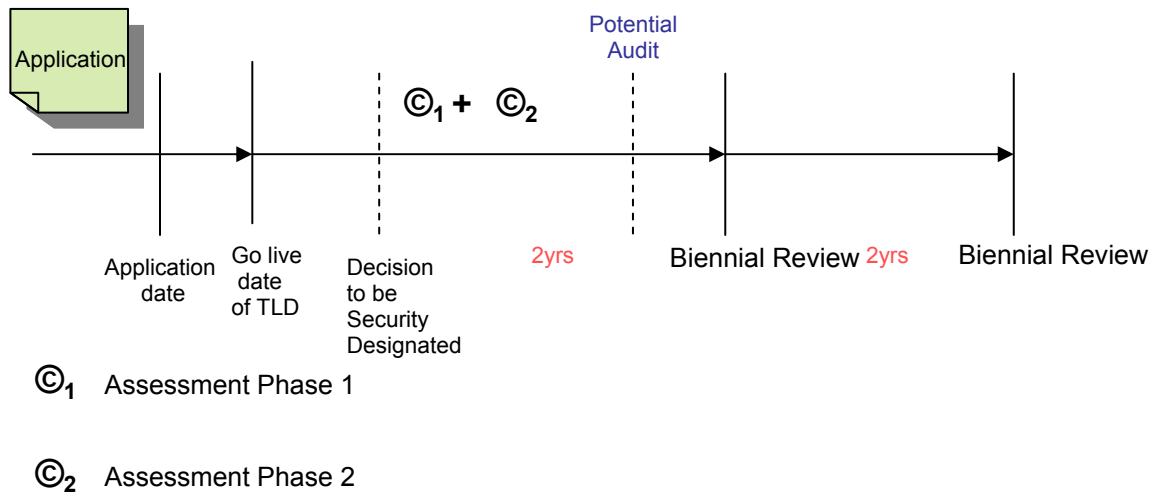 Application
Potential
Audit
©1 + ©2
Application
date
Go live
date
of TLD
Decision
to be
Security
Designated
2yrs
Biennial Review
2yrs
Biennial Review
©1 Assessment Phase 1
©2 Assessment Phase 2